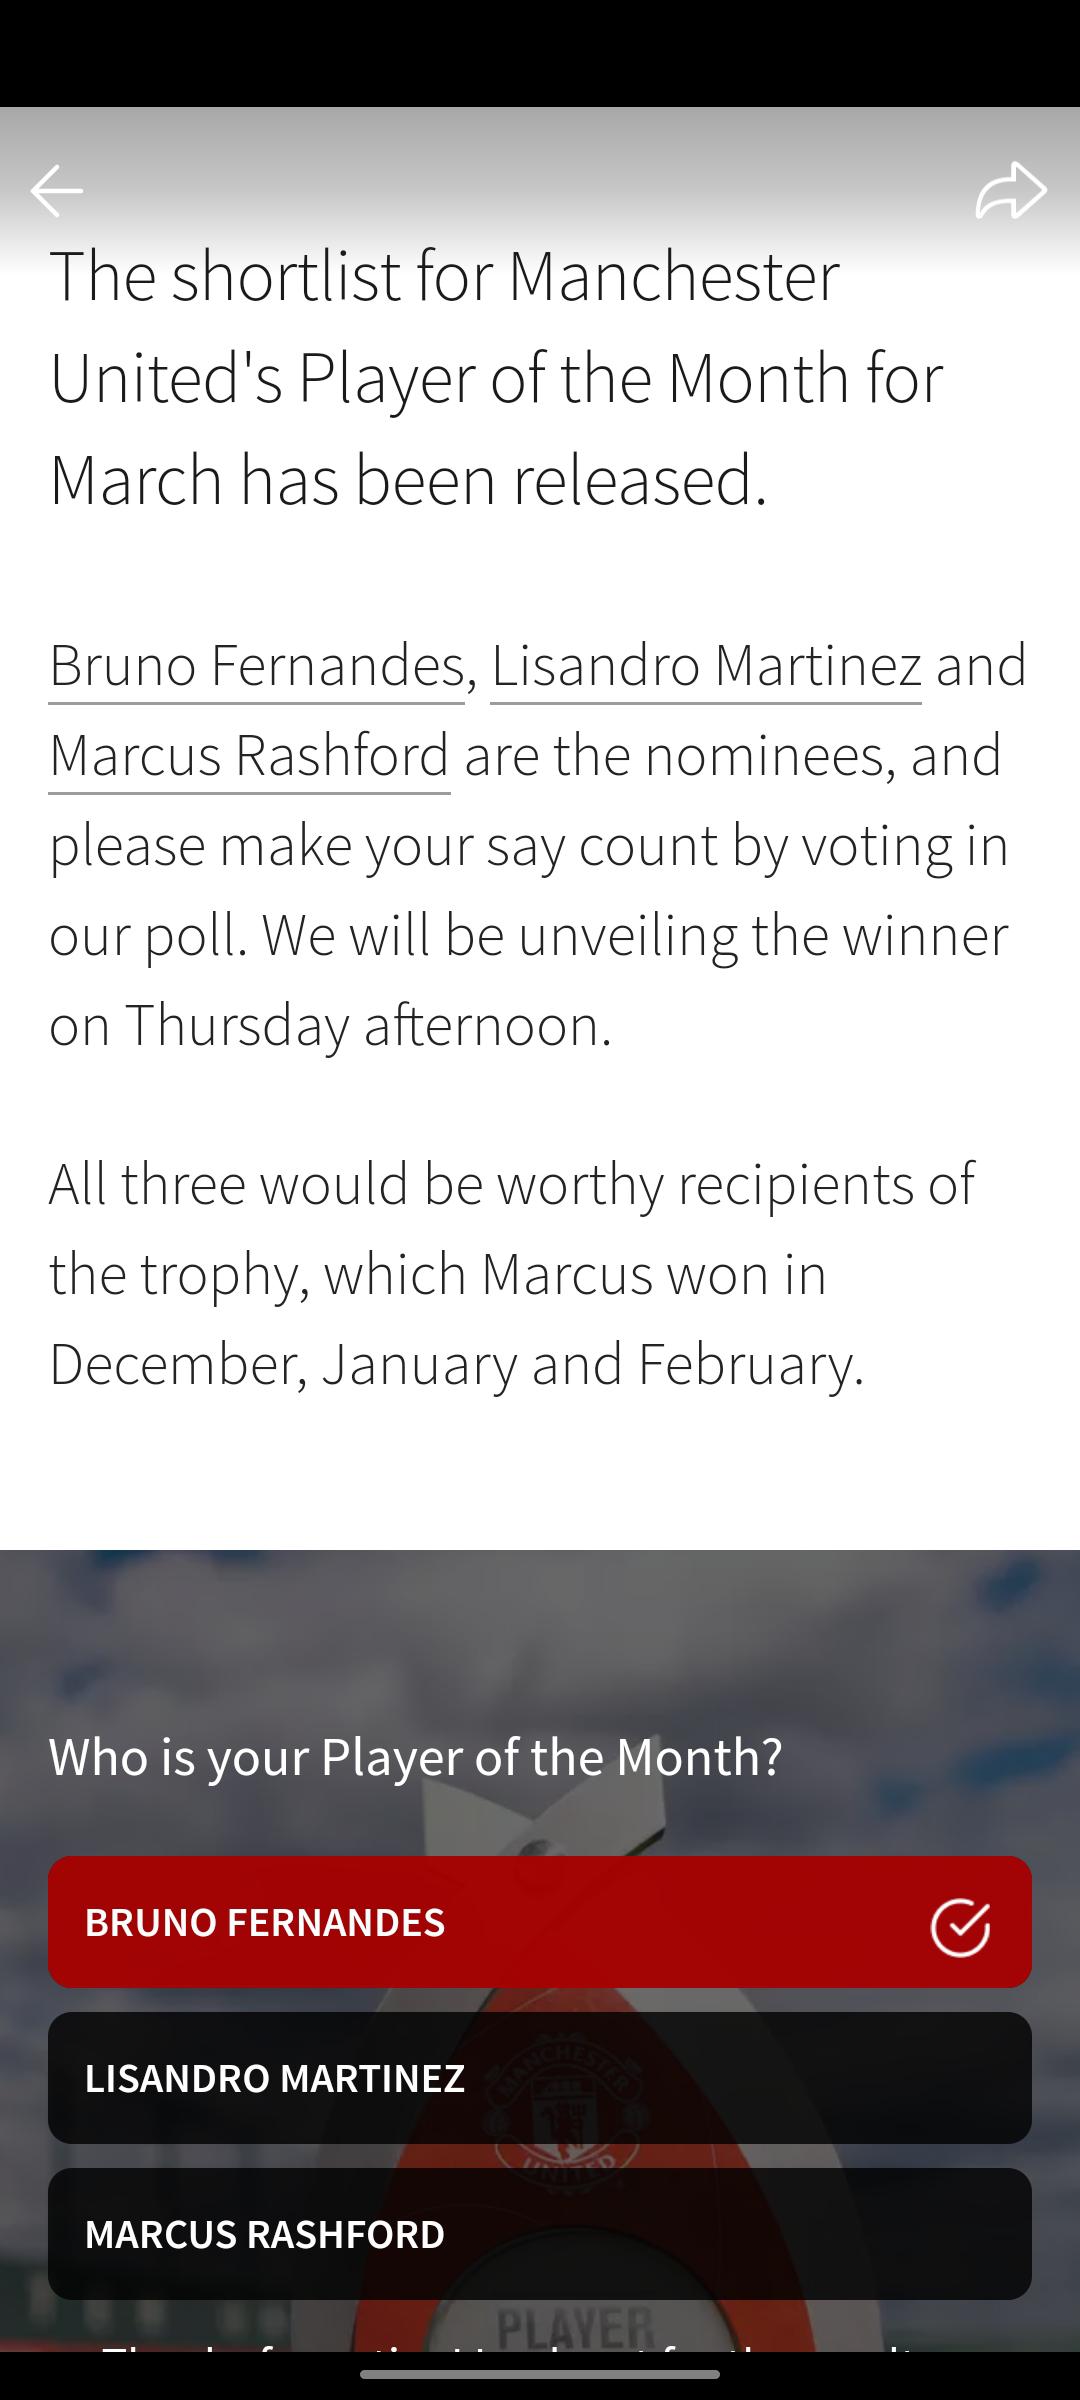 The shortlist for Manchester
United's Player of the Month for
March has been released.
Bruno Fernandes, Lisandro Martinez and
Marcus Rashford are the nominees, and
please make your say count by voting in
our poll. We will be unveiling the winner
on Thursday afternoon.
All three would be worthy recipients of
the trophy, which Marcus won in
December, January and February.
Who is your Player of the Month?
BRUNO FERNANDES
LISANDRO MARTINEZ
MANCHESTER
UNITED
MARCUS RASHFORD
PLAYER